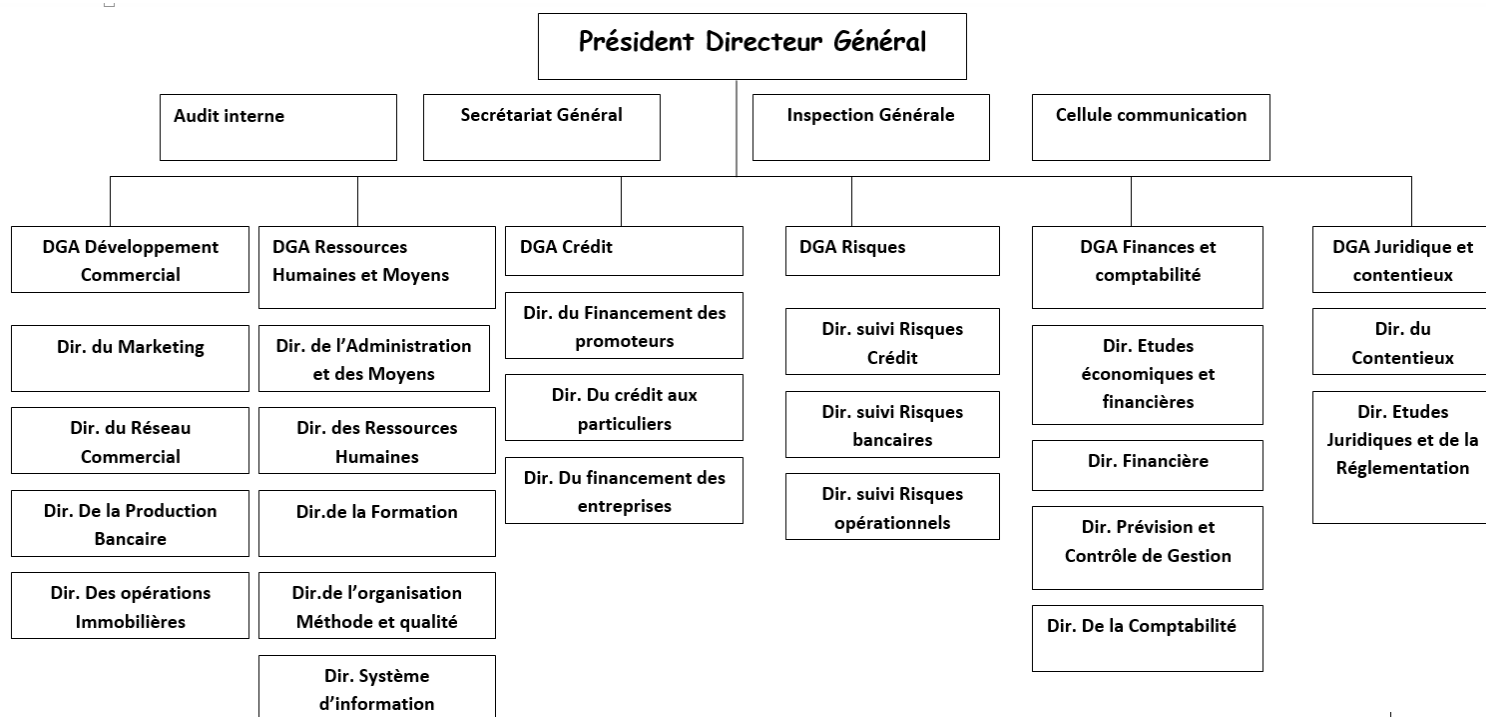 Président Directeur Général
Audit interne
Secrétariat Général
Inspection Générale
Cellule communication
DGA Développement
Commercial
Dir. du Marketing
Dir. du Réseau
Commercial
Dir. De la Production
Bancaire
Dir. Des opérations
Immobilières
DGA Ressources
Humaines et Moyens
Dir. de l’Administration
et des Moyens
Dir. des Ressources
Humaines
Dir.de la Formation
Dir.de l’organisation
Méthode et qualité
Dir. Système
d’information
DGA Crédit
Dir. du Financement des
promoteurs
Dir. Du crédit aux
particuliers
Dir. Du financement des
entreprises
DGA Risques
Dir. suivi Risques
Crédit
Dir. suivi Risques
bancaires
Dir. suivi Risques
opérationnels
DGA Finances et
comptabilité
Dir. Etudes
économiques et
financières
Dir. Financière
Dir. Prévision et
Contrôle de Gestion
Dir. De la Comptabilité
DGA Juridique et
contentieux
Dir. du
Contentieux
Dir. Etudes
Juridiques et de la
Réglementation